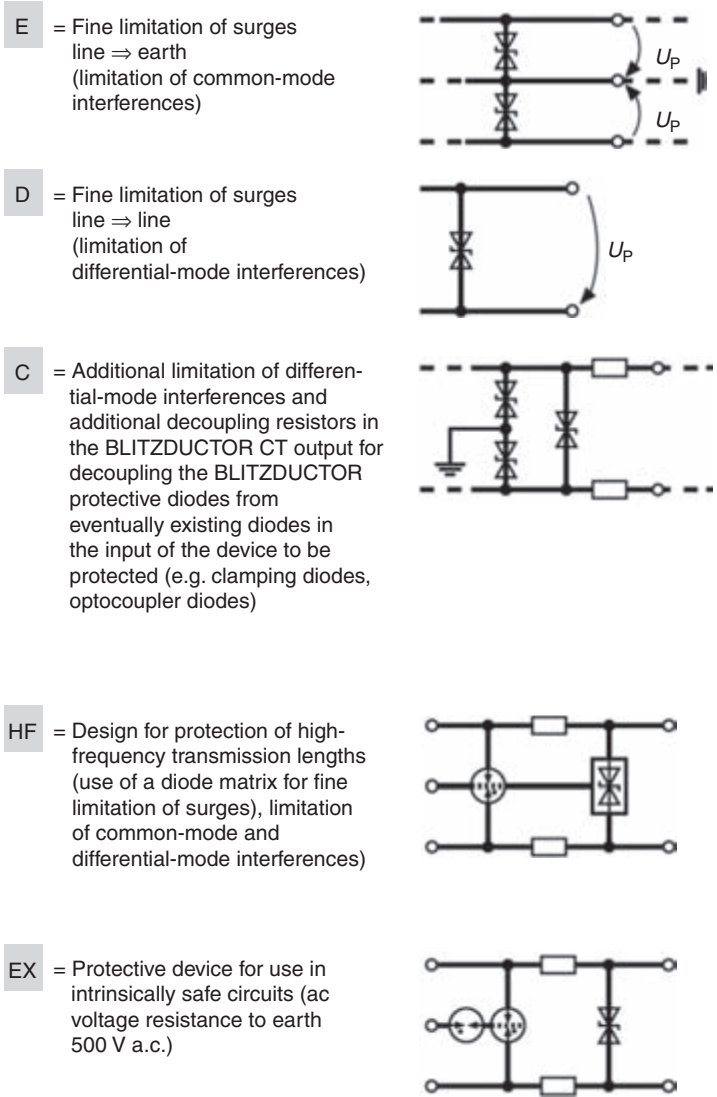 E = Fine limitation of surges
line ⇒ earth
(limitation of common-mode
interferences)
U_P
U_P
D = Fine limitation of surges
line ⇒ line
(limitation of
differential-mode interferences)
U_P
C = Additional limitation of differen-
tial-mode interferences and
additional decoupling resistors in
the BLITZDUCTOR CT output for
decoupling the BLITZDUCTOR
protective diodes from
eventually existing diodes in
the input of the device to be
protected (e.g. clamping diodes,
optocoupler diodes)
HF = Design for protection of high-
frequency transmission lengths
(use of a diode matrix for fine
limitation of surges), limitation
of common-mode and
differential-mode interferences)
EX = Protective device for use in
intrinsically safe circuits (ac
voltage resistance to earth
500 V a.c.)